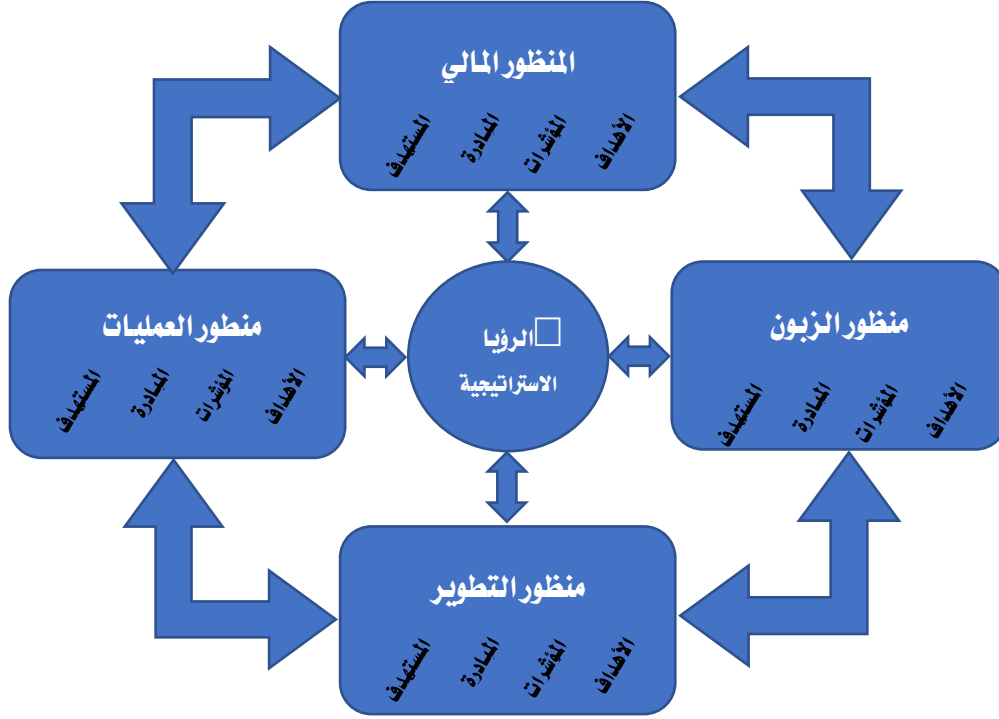 المنظور المالي
الأهداف
المؤشرات
المبادرة
المستهدف
منظور الزبون
الأهداف
المؤشرات
المبادرة
المستهدف
الرؤيا
الاستراتيجية
منطور العمليات
الأهداف
المؤشرات
المبادرة
المستهدف
منظور التطوير
الأهداف
المؤشرات
المبادرة
المستهدف